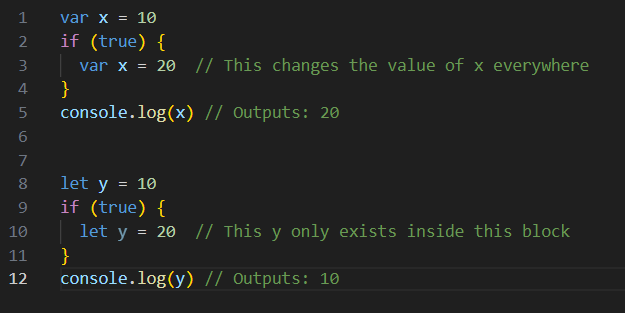 1 var x = 10
2 if (true) {
3 var x = 20 // This changes the value of x everywhere
4 }
5 console.log(x) // Outputs: 20
6
7
8 let y = 10
9 if (true) {
10 let y = 20 // This y only exists inside this block
11 }
12 console.log(y) // Outputs: 10